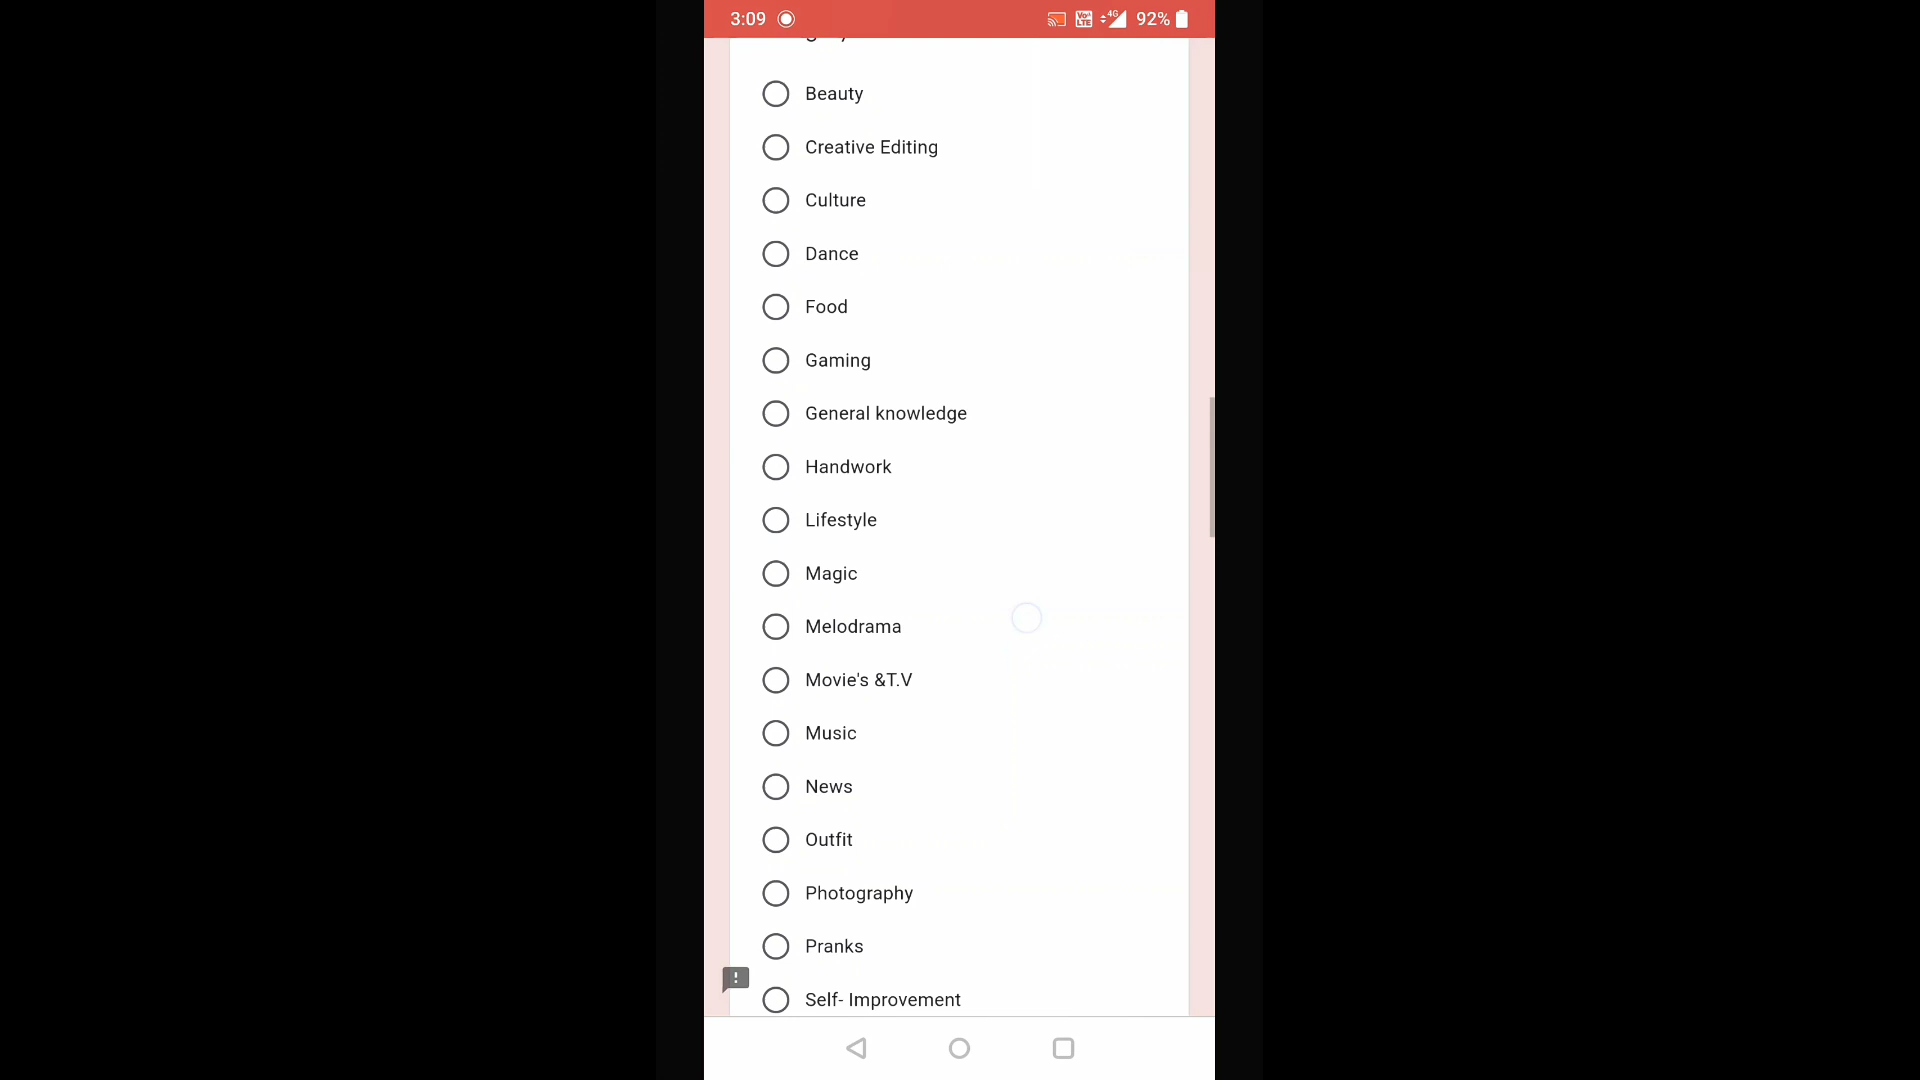 3:09 4G 92%
Beauty
Creative Editing
Culture
Dance
Food
Gaming
General knowledge
Handwork
Lifestyle
Magic
Melodrama
Movie's &T.V
Music
News
Outfit
Photography
Pranks
Self- Improvement